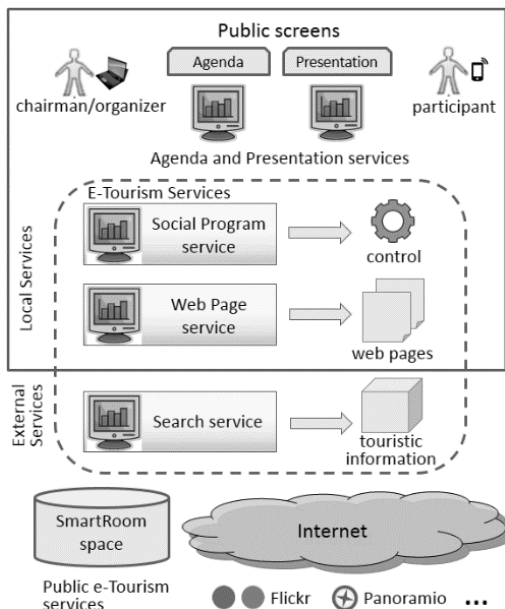 Public screens
Agenda
Presentation
chairman/organizer
participant
Agenda and Presentation services
Local Services
E-Tourism Services
Social Program
service
control
Web Page
service
web pages
External
Services
Search service
touristic
information
SmartRoom
space
Internet
Public e-Tourism
services
Flickr
Panoramio
...